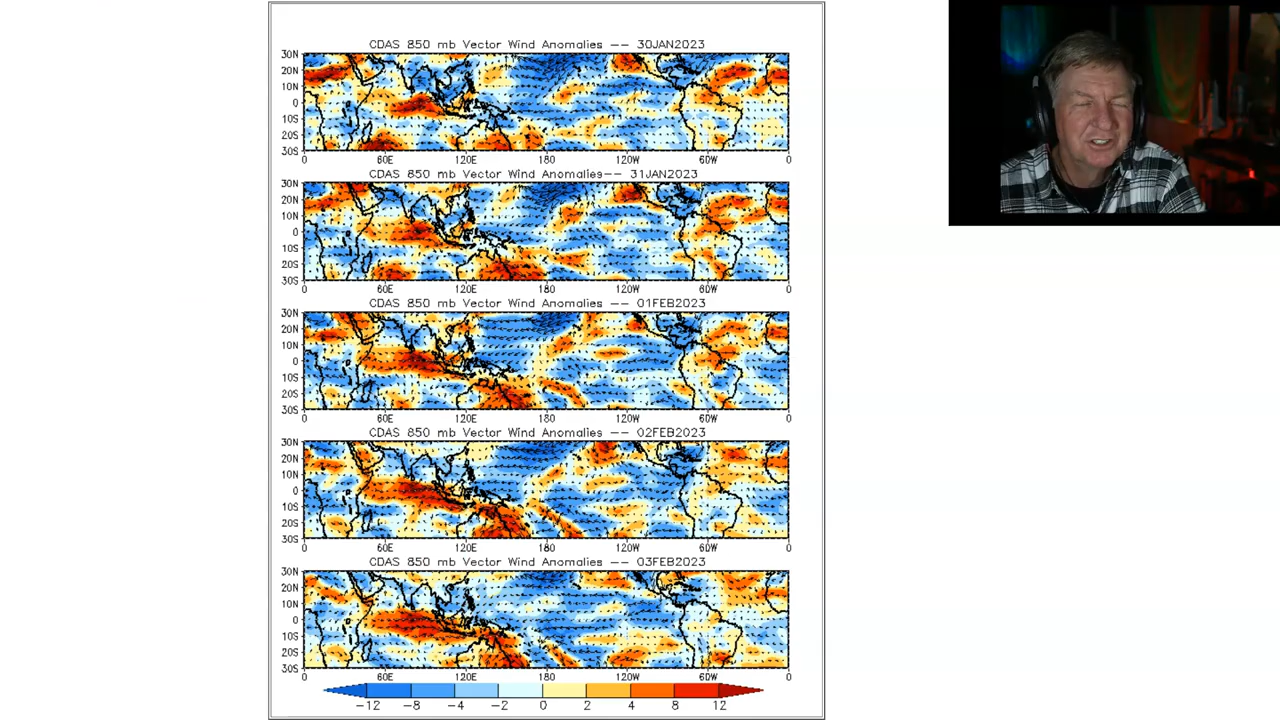 CDAS 850 mb Vector Wind Anomalies -- 30JAN2023
30N
20N
10N
0
10S
20S
30S
0 60E 120E 180 120W 60W 0
CDAS 850 mb Vector Wind Anomalies-- 31JAN2023
30N
20N
10N
0
10S
20S
30S
0 60E 120E 180 120W 60W 0
CDAS 850 mb Vector Wind Anomalies -- 01FEB2023
30N
20N
10N
0
10S
20S
30S
0 60E 120E 180 120W 60W 0
CDAS 850 mb Vector Wind Anomalies -- 02FEB2023
30N
20N
10N
0
10S
20S
30S
0 60E 120E 180 120W 60W 0
CDAS 850 mb Vector Wind Anomalies -- 03FEB2023
30N
20N
10N
0
10S
20S
30S
0 60E 120E 180 120W 60W 0
-12 -8 -4 -2 0 2 4 8 12